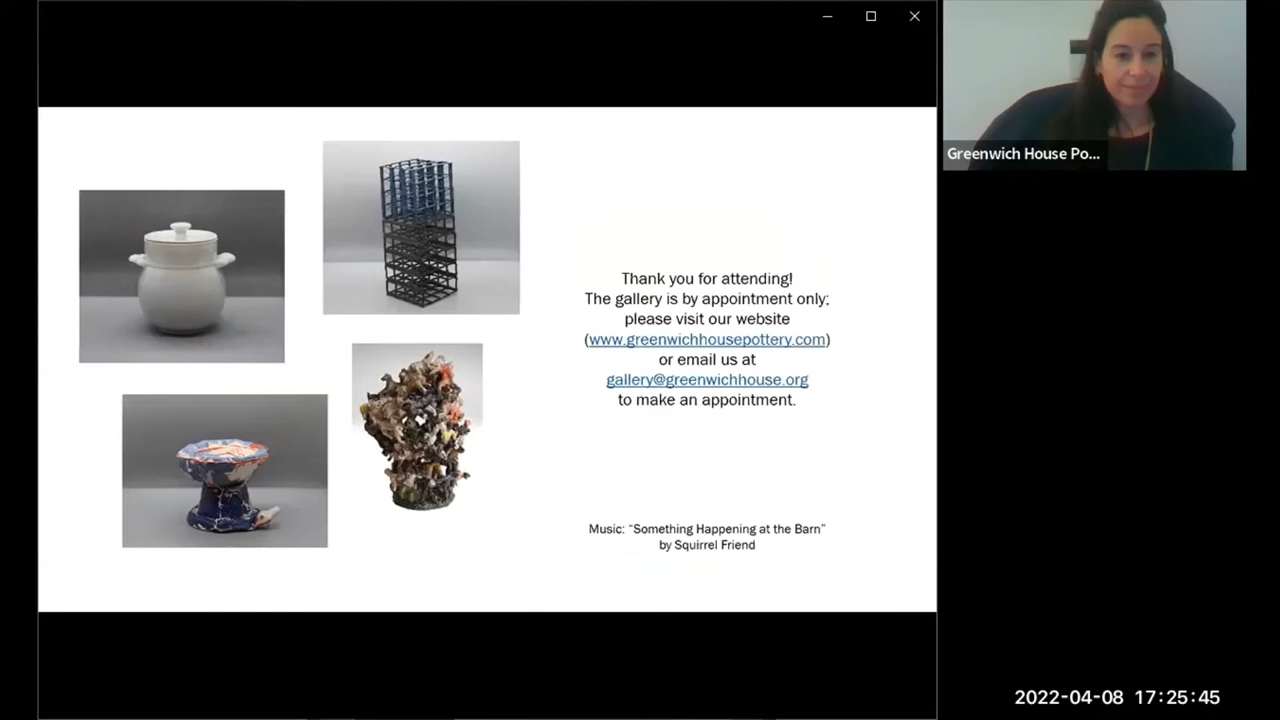 Greenwich House Po...
Thank you for attending!
The gallery is by appointment only;
please visit our website
(www.greenwichhousepottery.com)
or email us at
gallery@greenwichhouse.org
to make an appointment.
Music: "Something Happening at the Barn"
by Squirrel Friend
2022-04-08 17:25:45